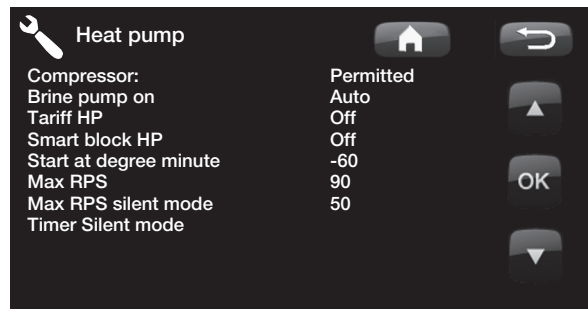 Heat pump
Compressor: Permitted
Brine pump on Auto
Tariff HP Off
Smart block HP Off
Start at degree minute -60
Max RPS 90
Max RPS silent mode 50
Timer Silent mode
OK